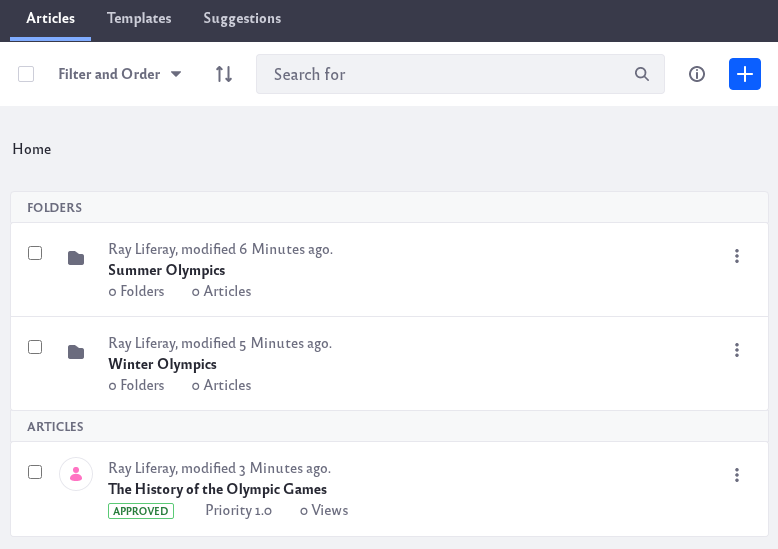 Articles Templates Suggestions
Filter and Order Search for
Home
FOLDERS
Ray Liferay, modified 6 Minutes ago.
Summer Olympics
0 Folders 0 Articles
Ray Liferay, modified 5 Minutes ago.
Winter Olympics
0 Folders 0 Articles
ARTICLES
Ray Liferay, modified 3 Minutes ago.
The History of the Olympic Games
APPROVED Priority 1.0 0 Views